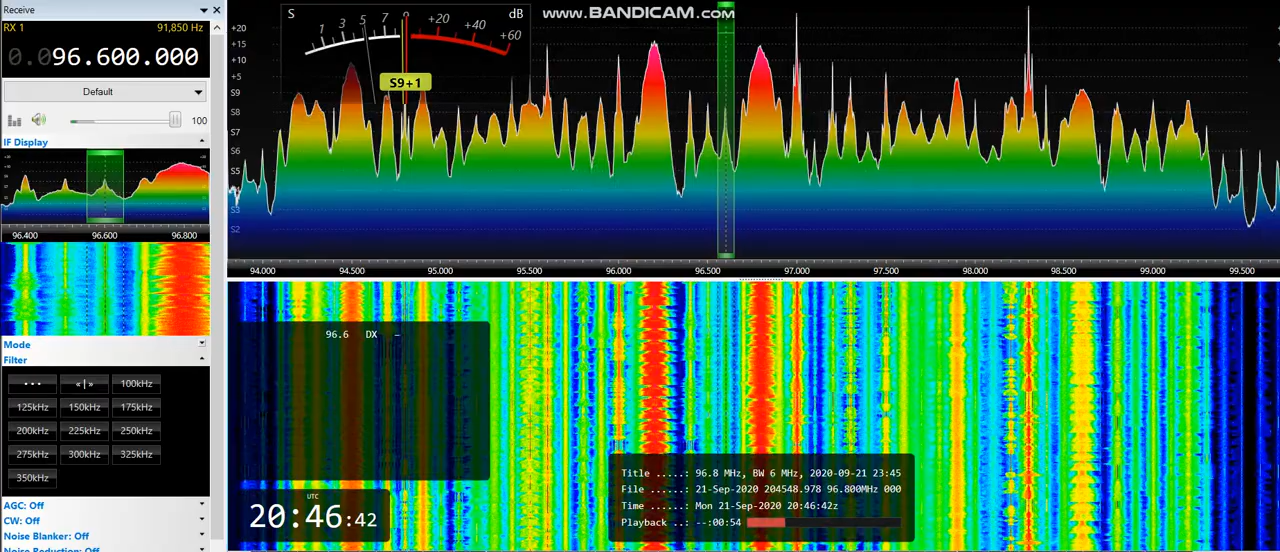 Receive
RX 1 91,850 Hz
0.096.600.000
Default
100
IF Display
96.400 96.600 96.800
Mode
Filter
••• «|» 100kHz
125kHz 150kHz 175kHz
200kHz 225kHz 250kHz
275kHz 300kHz 325kHz
350kHz
AGC: Off
CW: Off
Noise Blanker: Off
Noise Reduction: Off
www.BANDICAM.com
S 1 3 5 7 9 +20 +40 +60 dB
S9+1
+20
+15
+10
+5
S9
S8
S7
S6
S5
S3
S2
94.000 94.500 95.000 95.500 96.000 96.500 97.000 97.500 98.000 98.500 99.000 99.500
96.6 DX –
UTC
20:46:42
Title .....: 96.8 MHz, BW 6 MHz, 2020-09-21 23:45
File ......: 21-Sep-2020 204548.978 96.800MHz 000
Time ......: Mon 21-Sep-2020 20:46:42z
Playback ..: --:00:54